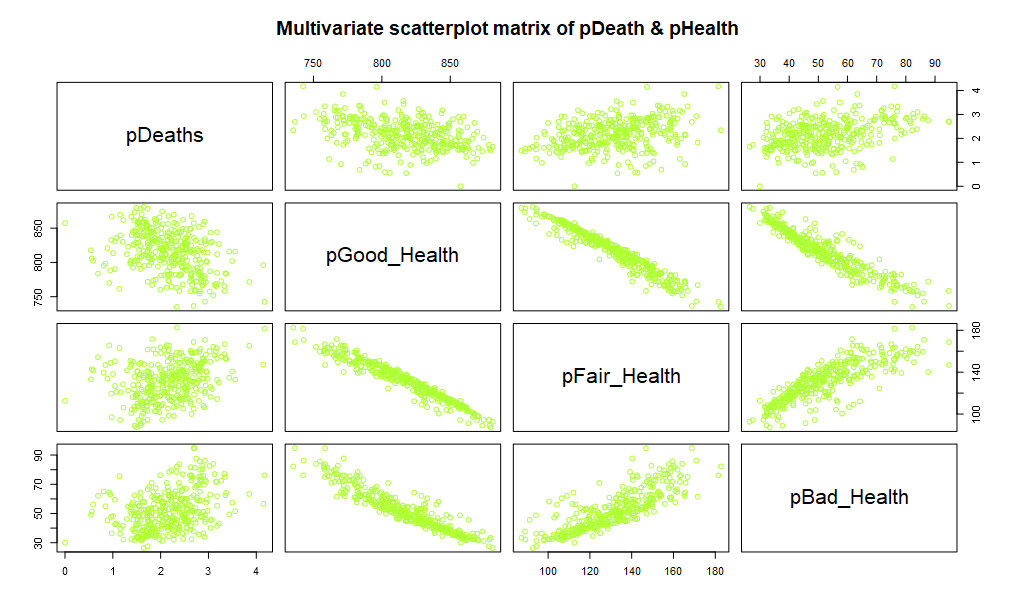 Multivariate scatterplot matrix of pDeath & pHealth
750 800 850
30 40 50 60 70 80 90
pDeaths
0 1 2 3 4
750 800 850
pGood_Health
pFair_Health
100 140 180
30 50 70 90
pBad_Health
0 1 2 3 4
100 120 140 160 180